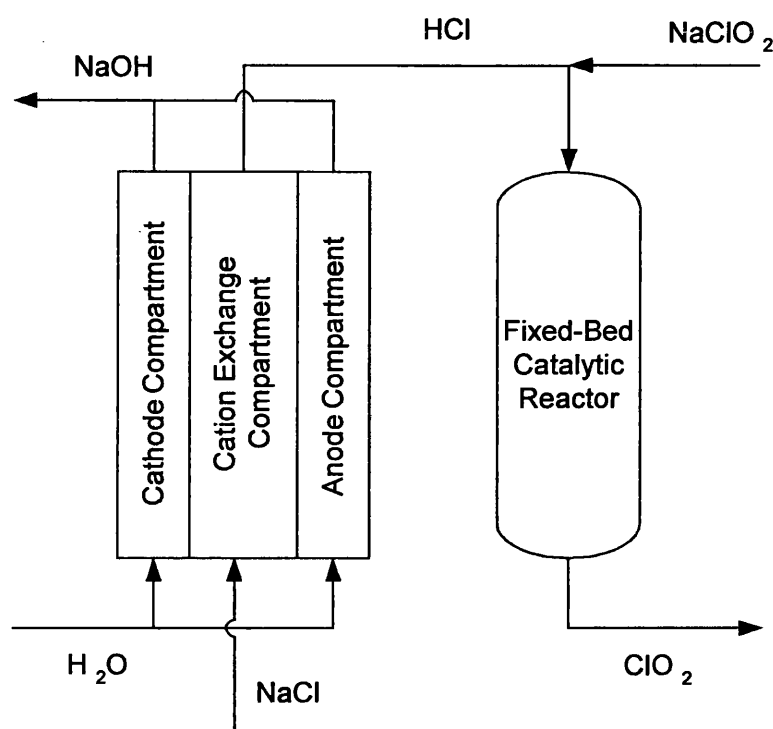 HCl
NaClO2
NaOH
Cathode Compartment
Cation Exchange
Compartment
Anode Compartment
Fixed-Bed
Catalytic
Reactor
H2O
NaCl
ClO2